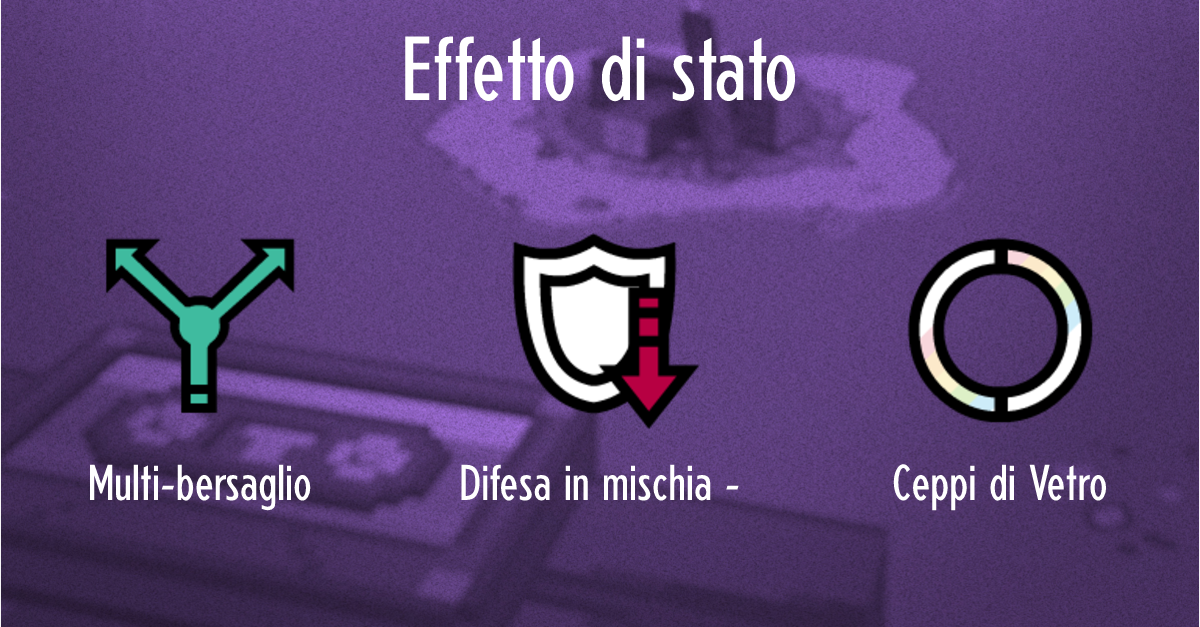 Effetto di stato
Multi-bersaglio
Difesa in mischia -
Ceppi di Vetro